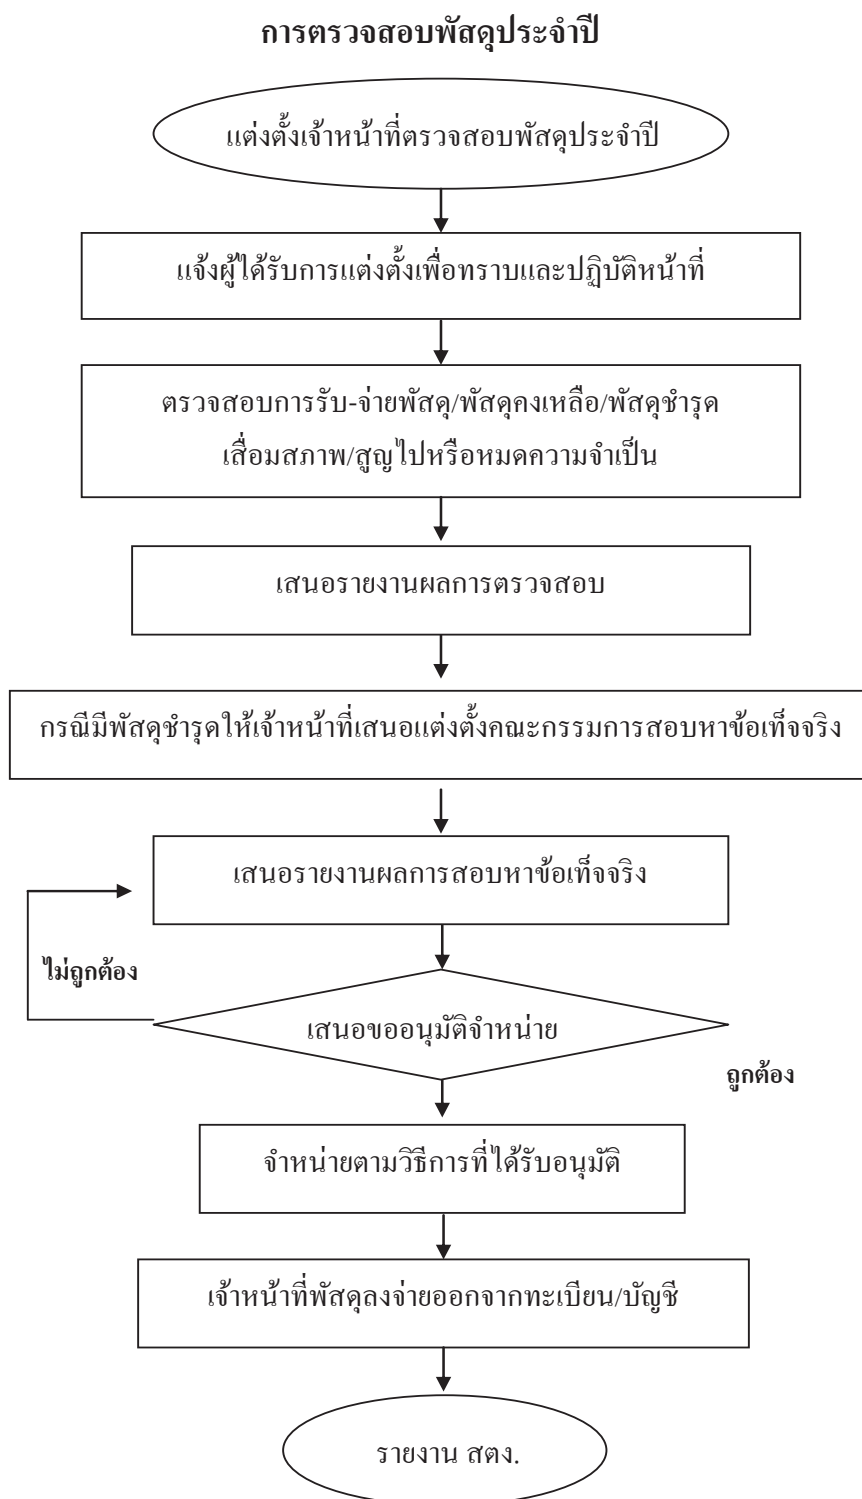 การตรวจสอบพัสดุประจำปี
แต่งตั้งเจ้าหน้าที่ตรวจสอบพัสดุประจำปี
แจ้งผู้ได้รับการแต่งตั้งเพื่อทราบและปฏิบัติหน้าที่
ตรวจสอบการรับ-จ่ายพัสดุ/พัสดุคงเหลือ/พัสดุชำรุด
เสื่อมสภาพ/สูญไปหรือหมดความจำเป็น
เสนอรายงานผลการตรวจสอบ
กรณีมีพัสดุชำรุดให้เจ้าหน้าที่เสนอแต่งตั้งคณะกรรมการสอบหาข้อเท็จจริง
เสนอรายงานผลการสอบหาข้อเท็จจริง
ไม่ถูกต้อง
เสนอขออนุมัติจำหน่าย
ถูกต้อง
จำหน่ายตามวิธีการที่ได้รับอนุมัติ
เจ้าหน้าที่พัสดุลงจ่ายออกจากทะเบียน/บัญชี
รายงาน สตง.